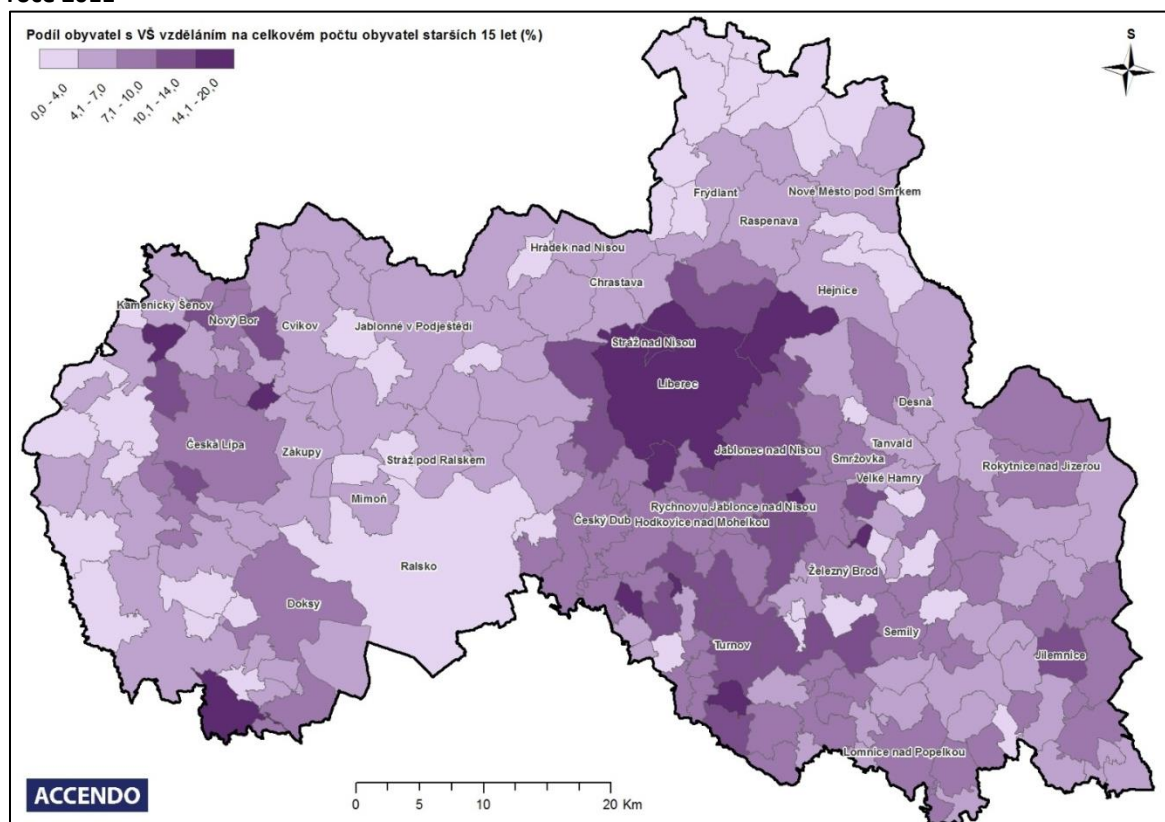 roce 2011
Podíl obyvatel s VŠ vzděláním na celkovém počtu obyvatel starších 15 let (%)
0,0 - 4,0
4,1 - 7,0
7,1 - 10,0
10,1 - 14,0
14,1 - 20,0
S
Frýdlant
Nové Město pod Smrkem
Raspenava
Hrádek nad Nisou
Chrastava
Hejnice
Kamenický Šenov
Nový Bor
Cvikov
Jablonné v Podještědí
Stráž nad Nisou
Liberec
Desná
Česká Lípa
Zákupy
Stráž pod Ralskem
Jablonec nad Nisou
Tanvald
Smržovka
Rokytnice nad Jizerou
Velké Hamry
Mimoň
Rychnov u Jablonce nad Nisou
Český Dub
Hodkovice nad Mohelkou
Ralsko
Železný Brod
Doksy
Turnov
Semily
Jilemnice
Lomnice nad Popelkou
ACCENDO
0 5 10 20 Km